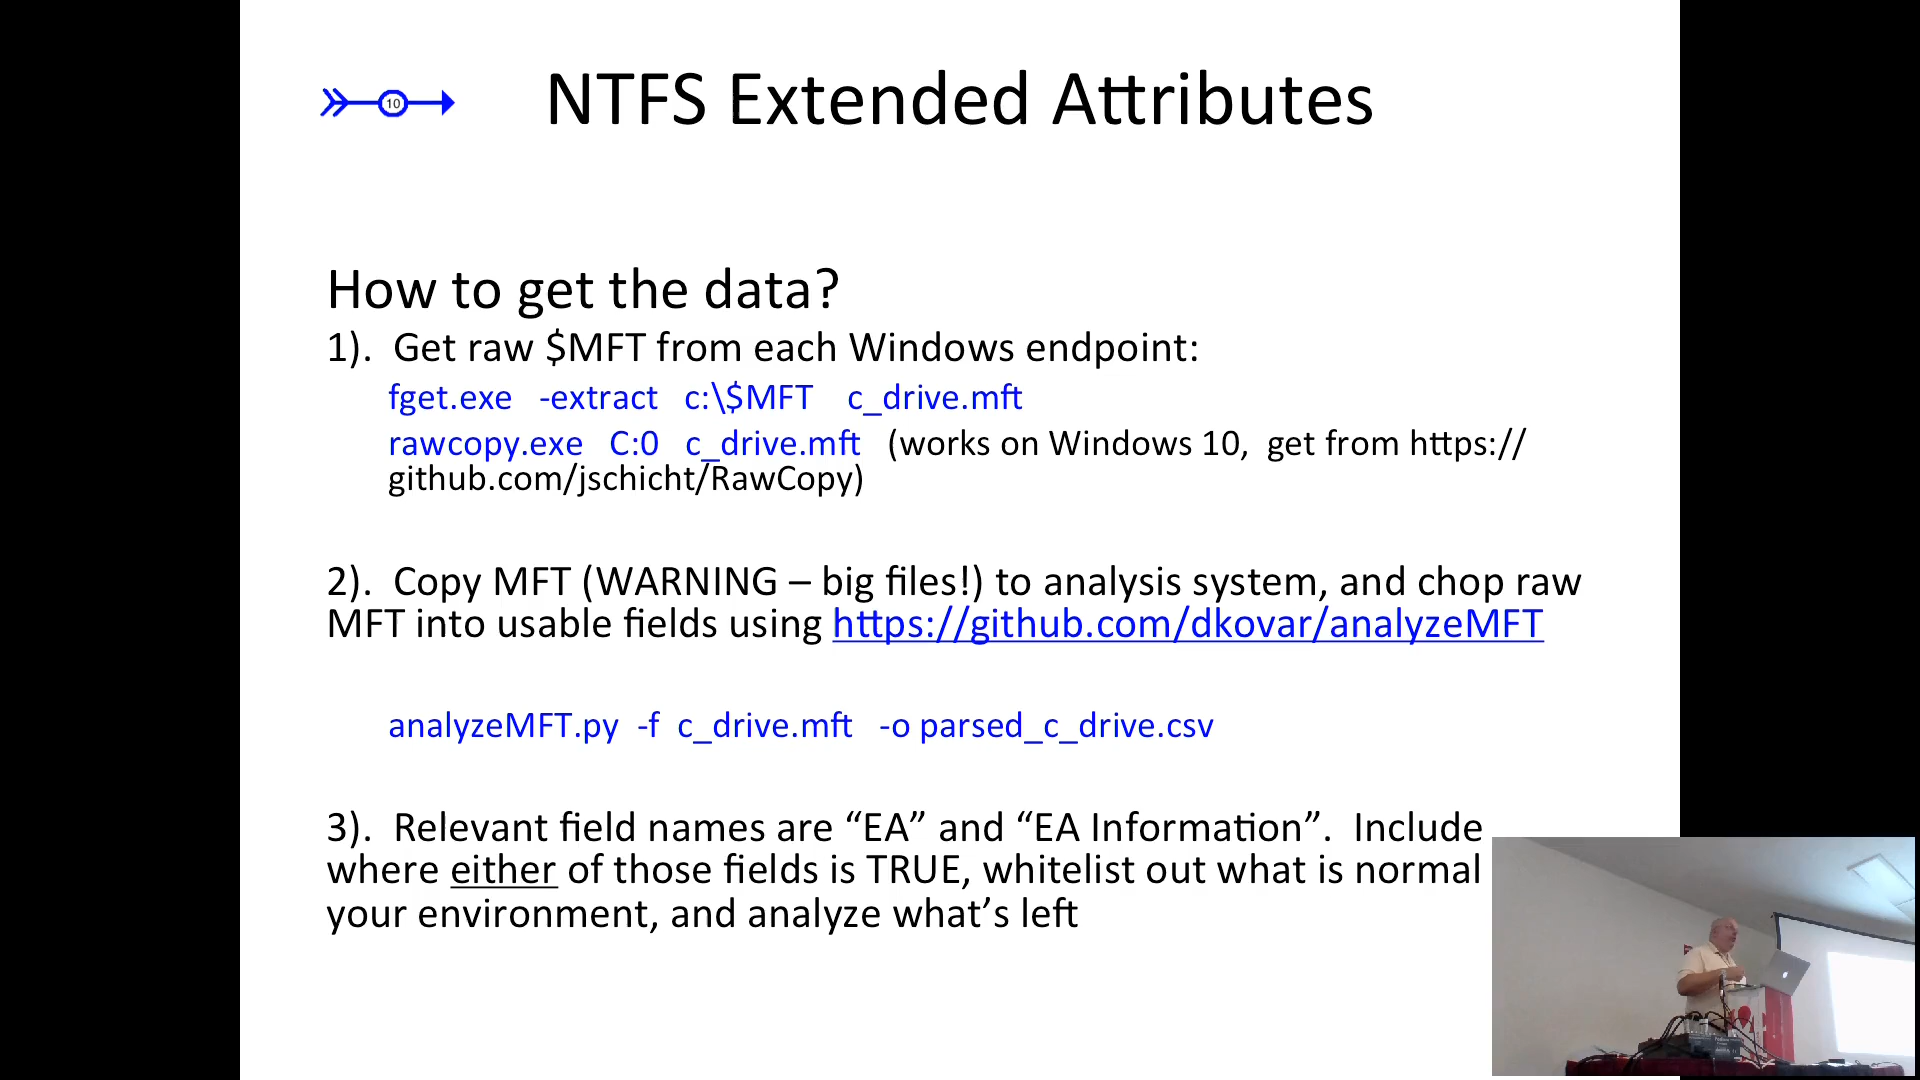 10
NTFS Extended Attributes
How to get the data?
1).  Get raw $MFT from each Windows endpoint:
fget.exe   -extract   c:\$MFT    c_drive.mft
rawcopy.exe   C:0   c_drive.mft   (works on Windows 10,  get from https://
github.com/jschicht/RawCopy)
2).  Copy MFT (WARNING – big files!) to analysis system, and chop raw
MFT into usable fields using https://github.com/dkovar/analyzeMFT
analyzeMFT.py  -f  c_drive.mft   -o parsed_c_drive.csv
3).  Relevant field names are “EA” and “EA Information”.  Include
where either of those fields is TRUE, whitelist out what is normal
your environment, and analyze what’s left